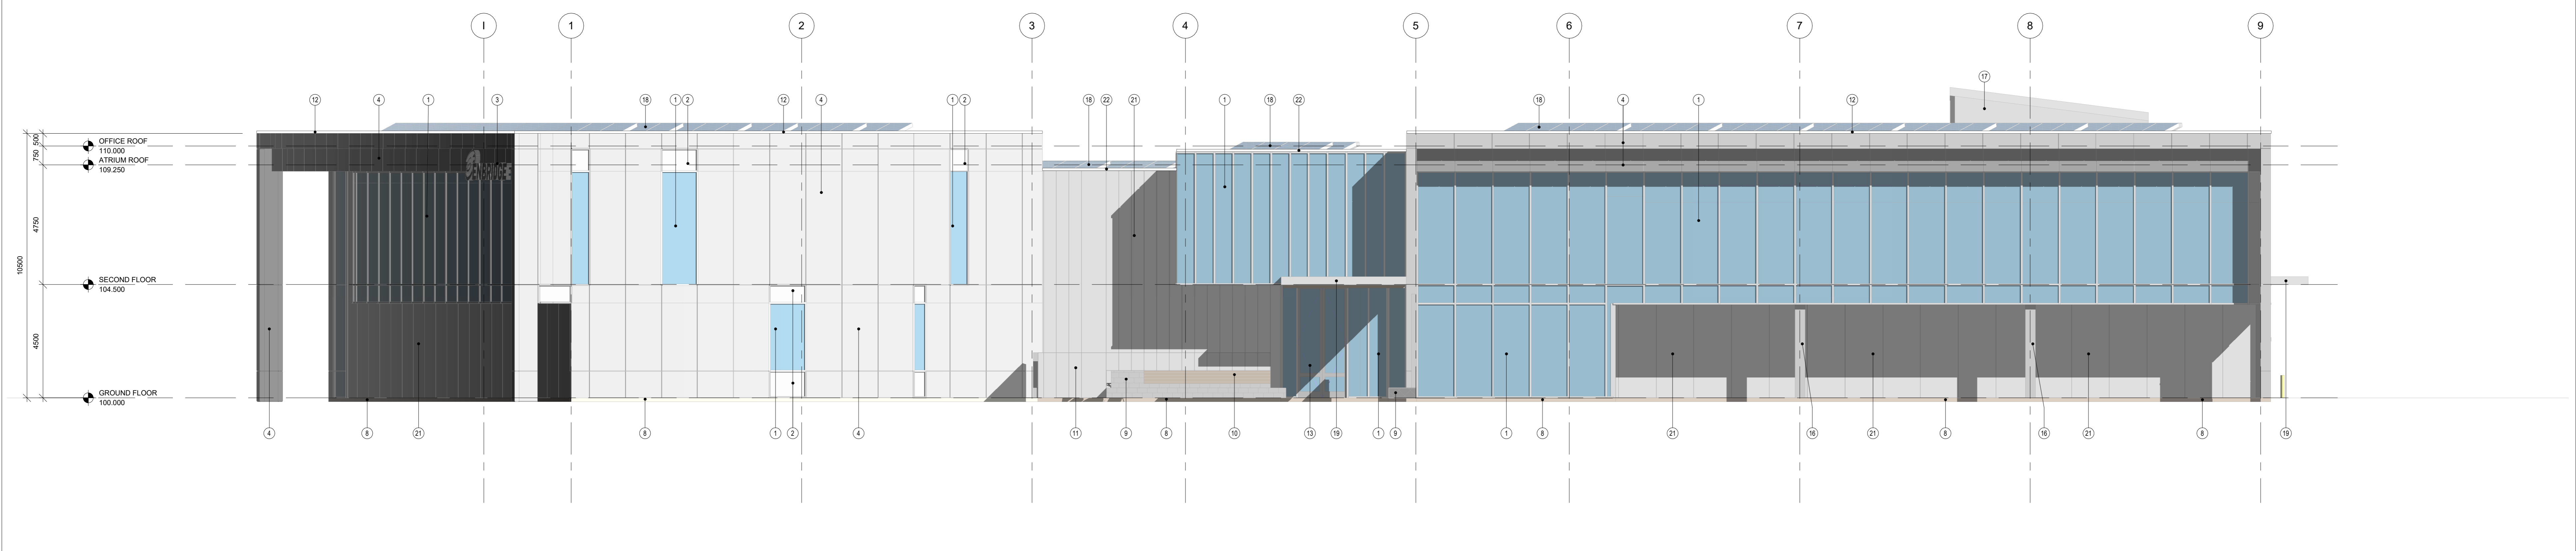 I 1 2 3 4 5 6 7 8 9
17
12 4 1 3 18 1 2 12 4 1 2 18 22 21 1 18 22 18 4 1 12
500
OFFICE ROOF
110.000
750
ATRIUM ROOF
109.250
4750
10500
SECOND FLOOR
104.500
4500
GROUND FLOOR
100.000
4 8 21 8 1 2 4 11 9 8 10 13 19 1 9 1 8 21 16 21 8 16 21 8 19